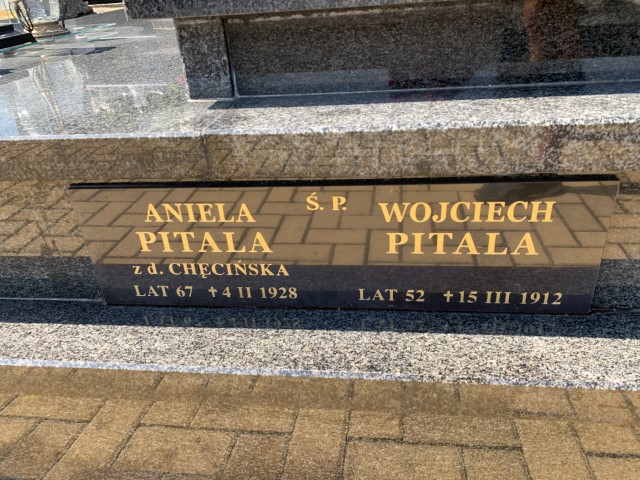 Ś. P.
ANIELA
PITALA
z d. CHĘCIŃSKA
LAT 67 ✝ 4 II 1928
WOJCIECH
PITALA
LAT 52 ✝ 15 III 1912